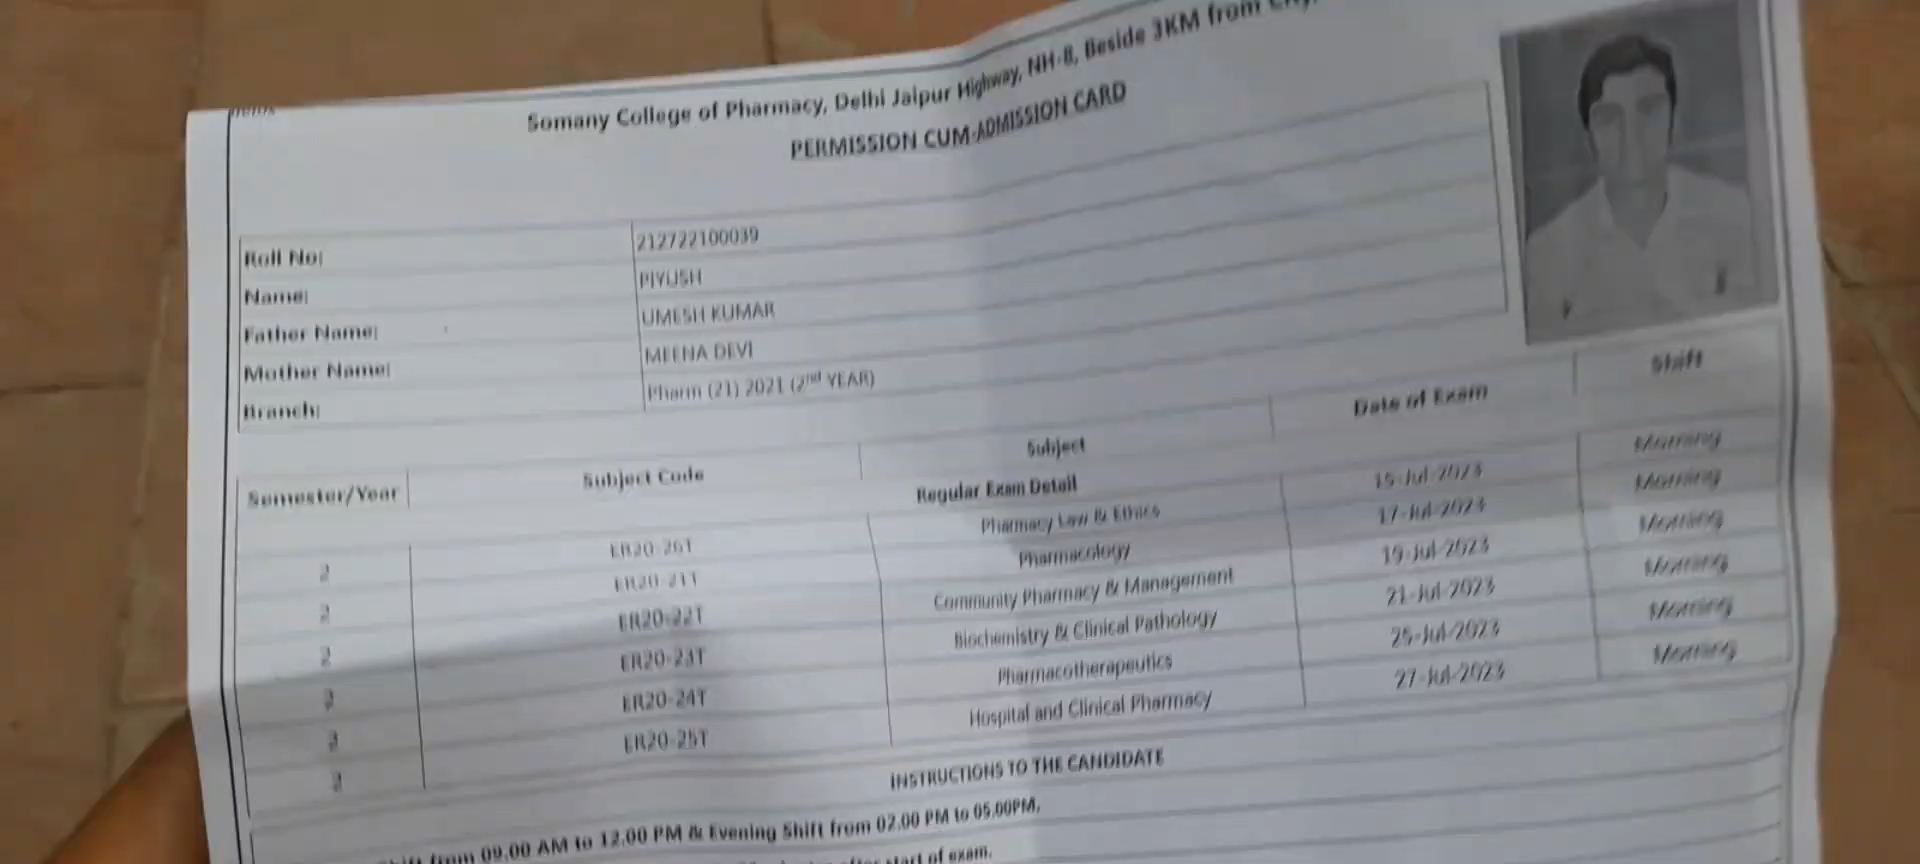 Somany College of Pharmacy, Delhi Jaipur Highway, NH-8, Beside 3KM from
PERMISSION CUM-ADMISSION CARD
Roll No: 212722100039
Name: PIYUSH
Father Name: UMESH KUMAR
Mother Name: MEENA DEVI
Branch: Pharm (21) 2021 (2nd YEAR)
Semester/Year Subject Code Subject Date of Exam Shift
Regular Exam Detail
2 ER20-26T Pharmacy Law & Ethics 15-Jul-2023 Morning
2 ER20-21T Pharmacology 17-Jul-2023 Morning
2 ER20-22T Community Pharmacy & Management 19-Jul-2023 Morning
2 ER20-23T Biochemistry & Clinical Pathology 21-Jul-2023 Morning
2 ER20-24T Pharmacotherapeutics 25-Jul-2023 Morning
2 ER20-25T Hospital and Clinical Pharmacy 27-Jul-2023 Morning
INSTRUCTIONS TO THE CANDIDATE
from 09.00 AM to 12.00 PM & Evening Shift from 02.00 PM to 05.00PM.
after start of exam.